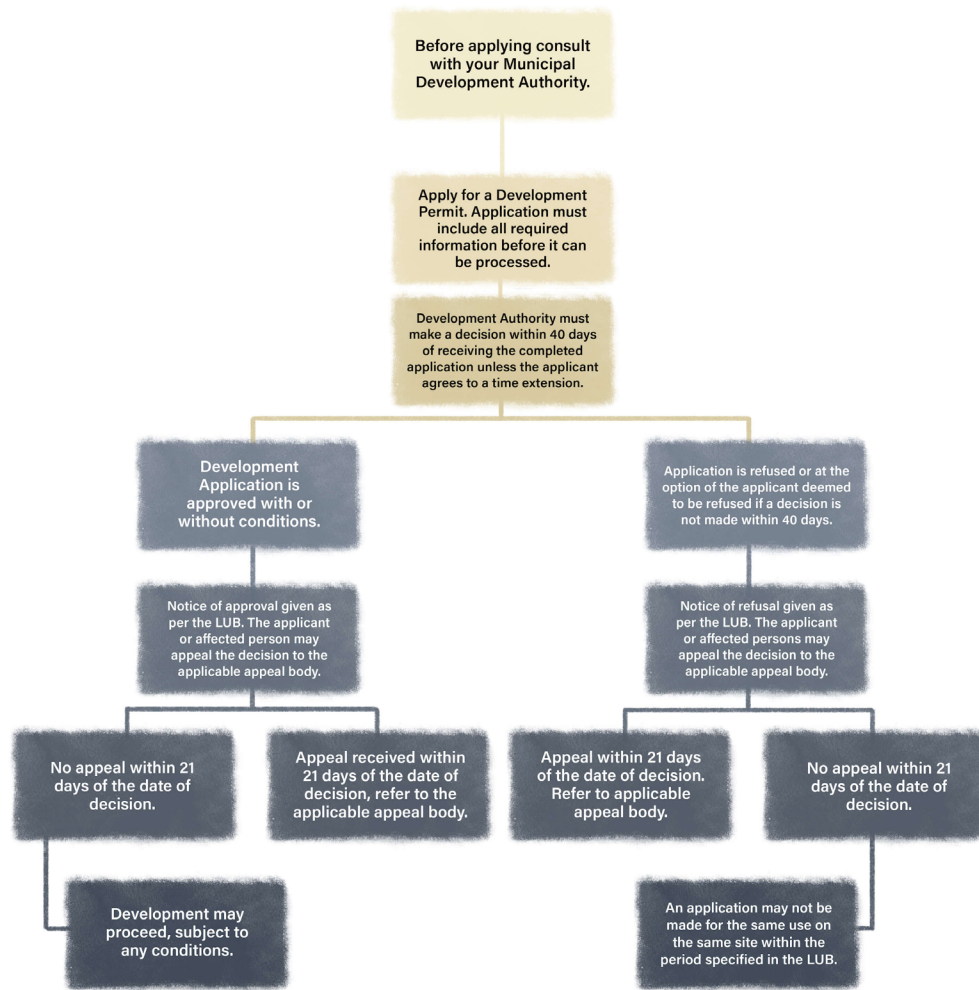 Before applying consult
with your Municipal
Development Authority.
Apply for a Development
Permit. Application must
include all required
information before it can
be processed.
Development Authority must
make a decision within 40 days
of receiving the completed
application unless the applicant
agrees to a time extension.
Development
Application is
approved with or
without conditions.
Application is refused or at the
option of the applicant deemed
to be refused if a decision is
not made within 40 days.
Notice of approval given as
per the LUB. The applicant
or affected person may
appeal the decision to the
applicable appeal body.
Notice of refusal given as
per the LUB. The applicant
or affected persons may
appeal the decision to the
applicable appeal body.
No appeal within 21
days of the date of
decision.
Appeal received within
21 days of the date of
decision, refer to the
applicable appeal body.
Appeal within 21 days
of the date of decision.
Refer to applicable
appeal body.
No appeal within 21
days of the date of
decision.
Development may
proceed, subject to
any conditions.
An application may not be
made for the same use on
the same site within the
period specified in the LUB.